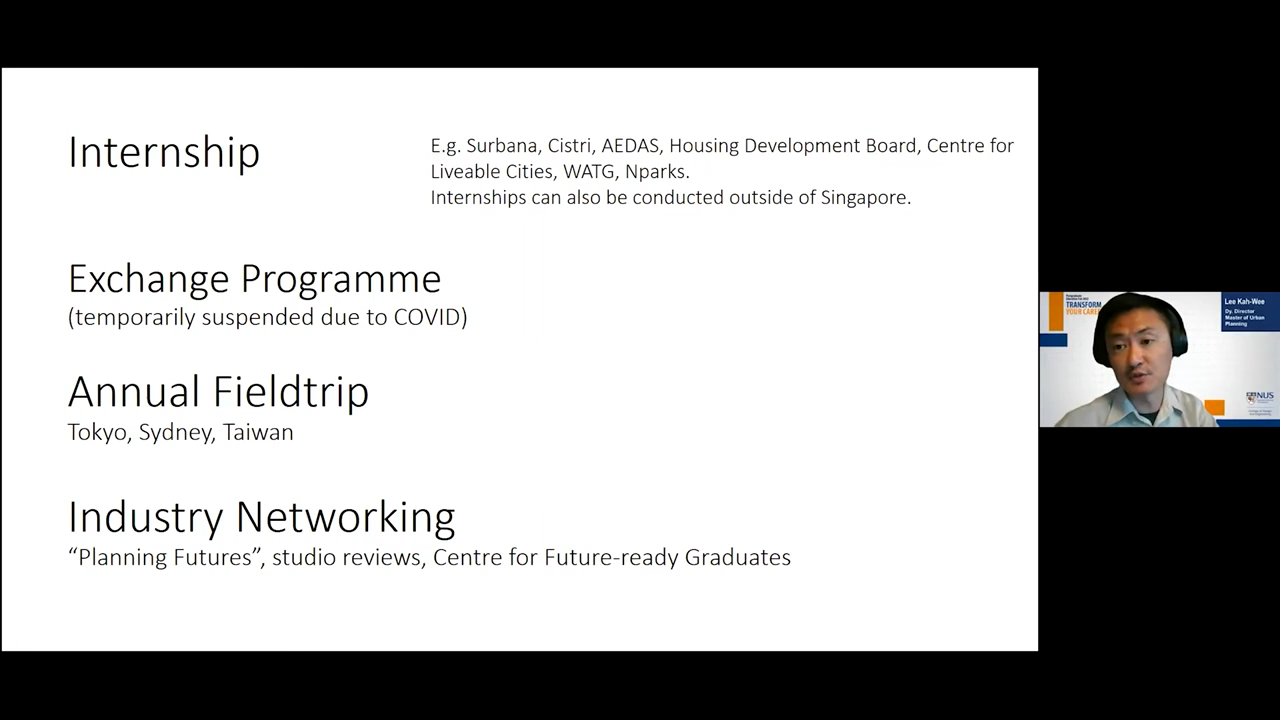 Internship
E.g. Surbana, Cistri, AEDAS, Housing Development Board, Centre for
Liveable Cities, WATG, Nparks.
Internships can also be conducted outside of Singapore.
Exchange Programme
(temporarily suspended due to COVID)
Annual Fieldtrip
Tokyo, Sydney, Taiwan
Industry Networking
“Planning Futures”, studio reviews, Centre for Future-ready Graduates
TRANSFORM
YOUR
Lee Kah-Wee
Dy. Director
Master of Urban
Planning
NUS